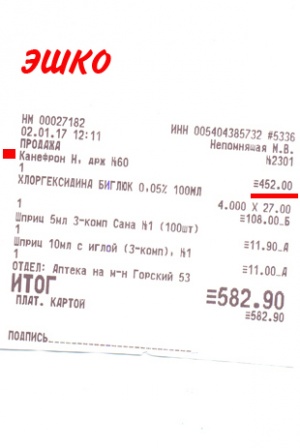 ЭШКО
НМ 00027182
ИНН 005404385732 #5336
02.01.17 12:11
Непомнящая М.В.
ПРОДАЖА
№2301
Канефрон Н, држ №60
1
≡452.00
ХЛОРГЕКСИДИНА БИГЛЮК 0,05% 100МЛ
4.000 X 27.00
1
≡108.00_Б
Шприц 5мл 3-комп Сана №1 (100шт)
1
≡11.90_А
Шприц 10мл с иглой (3-комп), №1
1
≡11.00_А
ОТДЕЛ: Аптека на м-н Горский 53
ИТОГ
≡582.90
ПЛАТ. КАРТОЙ
≡582.90
ПОДПИСЬ